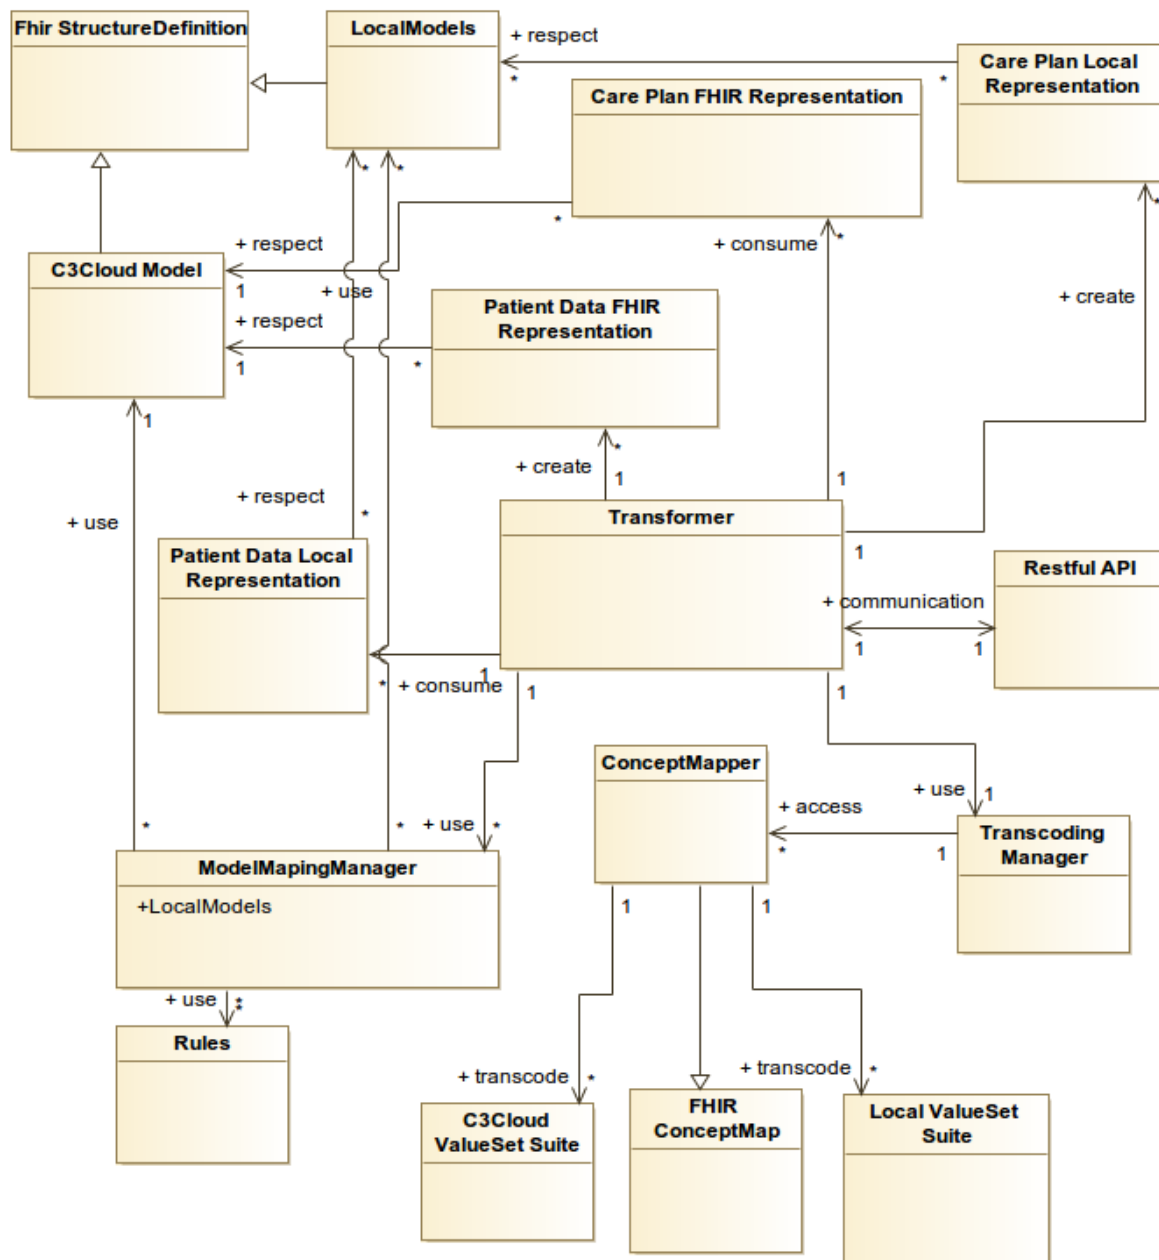 Fhir StructureDefinition
LocalModels
+ respect
*
*
Care Plan Local
Representation
Care Plan FHIR Representation
*
*
*
*
*
+ respect
1
+ use
+ consume
C3Cloud Model
+ create
Patient Data FHIR
Representation
+ respect
1
*
1
*
+ create
1
1
+ respect
*
+ use
Transformer
1
Patient Data Local
Representation
Restful API
+ communication
1
1
+ consume
*
1
1
1
ConceptMapper
+ use
1
+ access
*
1
Transcoding
Manager
*
*
+ use
*
ModelMapingManager
+LocalModels
1
1
+ use
*
*
Rules
+ transcode
*
+ transcode
*
C3Cloud
ValueSet Suite
FHIR
ConceptMap
Local ValueSet
Suite